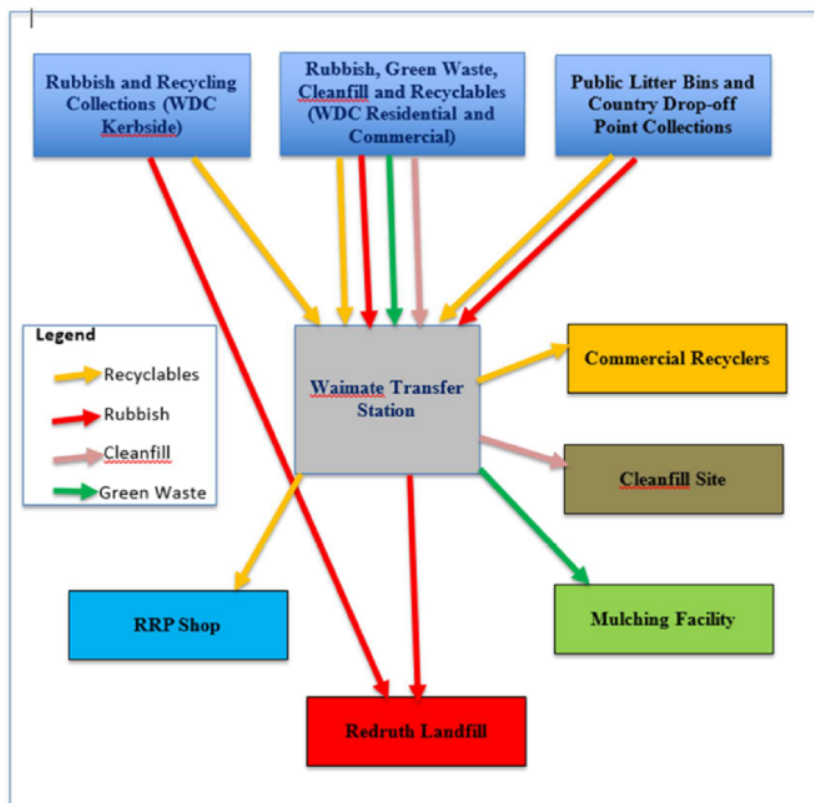 Rubbish and Recycling
Collections (WDC
Kerbside)
Rubbish, Green Waste,
Cleanfill and Recyclables
(WDC Residential and
Commercial)
Public Litter Bins and
Country Drop-off
Point Collections
Legend
Recyclables
Rubbish
Cleanfill
Green Waste
Waimate Transfer
Station
Commercial Recyclers
Cleanfill Site
RRP Shop
Mulching Facility
Redruth Landfill